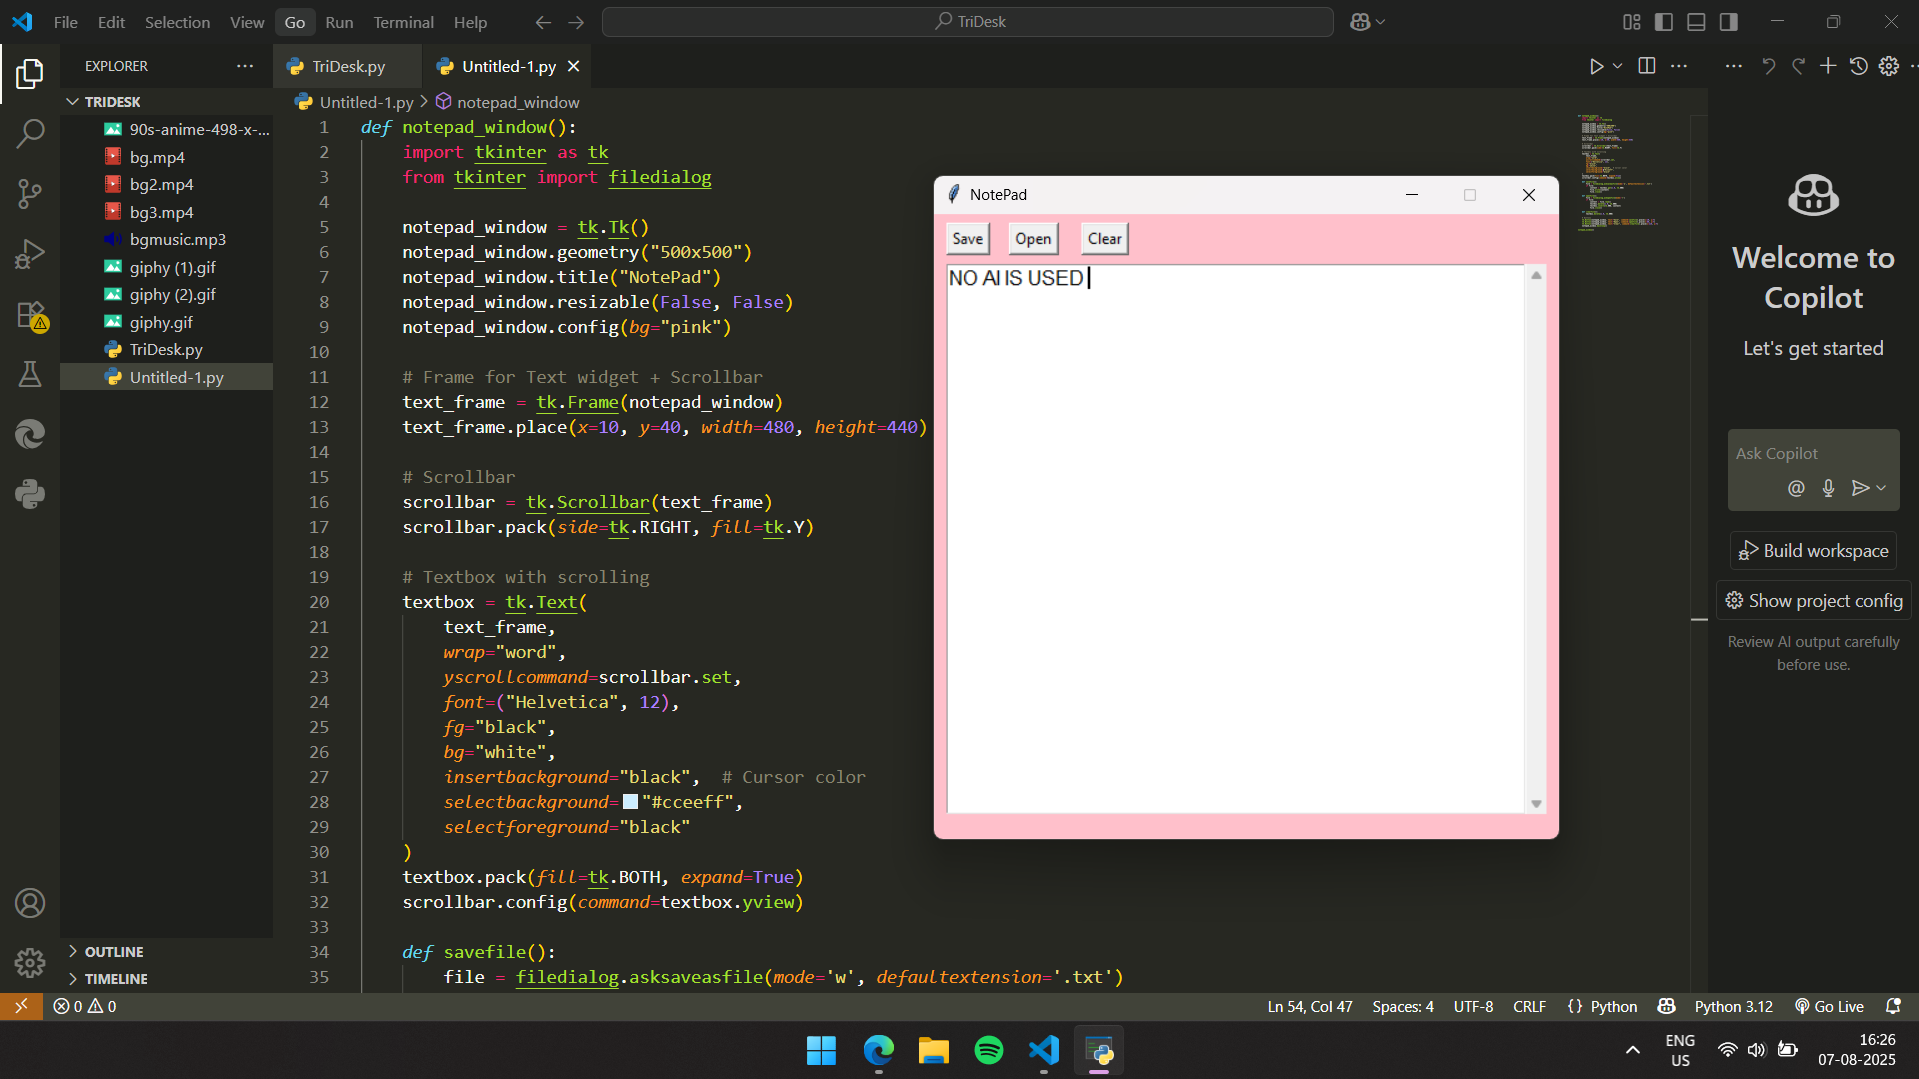 File Edit Selection View Go Run Terminal Help
TriDesk
EXPLORER
TriDesk.py
Untitled-1.py
TRIDESK
90s-anime-498-x-...
bg.mp4
bg2.mp4
bg3.mp4
bgmusic.mp3
giphy (1).gif
giphy (2).gif
giphy.gif
TriDesk.py
Untitled-1.py
OUTLINE
TIMELINE
Untitled-1.py > notepad_window
1 def notepad_window():
2 import tkinter as tk
3 from tkinter import filedialog
4
5 notepad_window = tk.Tk()
6 notepad_window.geometry("500x500")
7 notepad_window.title("NotePad")
8 notepad_window.resizable(False, False)
9 notepad_window.config(bg="pink")
10
11 # Frame for Text widget + Scrollbar
12 text_frame = tk.Frame(notepad_window)
13 text_frame.place(x=10, y=40, width=480, height=440)
14
15 # Scrollbar
16 scrollbar = tk.Scrollbar(text_frame)
17 scrollbar.pack(side=tk.RIGHT, fill=tk.Y)
18
19 # Textbox with scrolling
20 textbox = tk.Text(
21 text_frame,
22 wrap="word",
23 yscrollcommand=scrollbar.set,
24 font=("Helvetica", 12),
25 fg="black",
26 bg="white",
27 insertbackground="black", # Cursor color
28 selectbackground="#cceeff",
29 selectforeground="black"
30 )
31 textbox.pack(fill=tk.BOTH, expand=True)
32 scrollbar.config(command=textbox.yview)
33
34 def savefile():
35 file = filedialog.asksaveasfile(mode='w', defaultextension='.txt')
NotePad
Save Open Clear
NO AI IS USED
Welcome to
Copilot
Let's get started
Ask Copilot
Build workspace
Show project config
Review AI output carefully
before use.
0 0
Ln 54, Col 47 Spaces: 4 UTF-8 CRLF {} Python Python 3.12 Go Live
ENG
US
16:26
07-08-2025